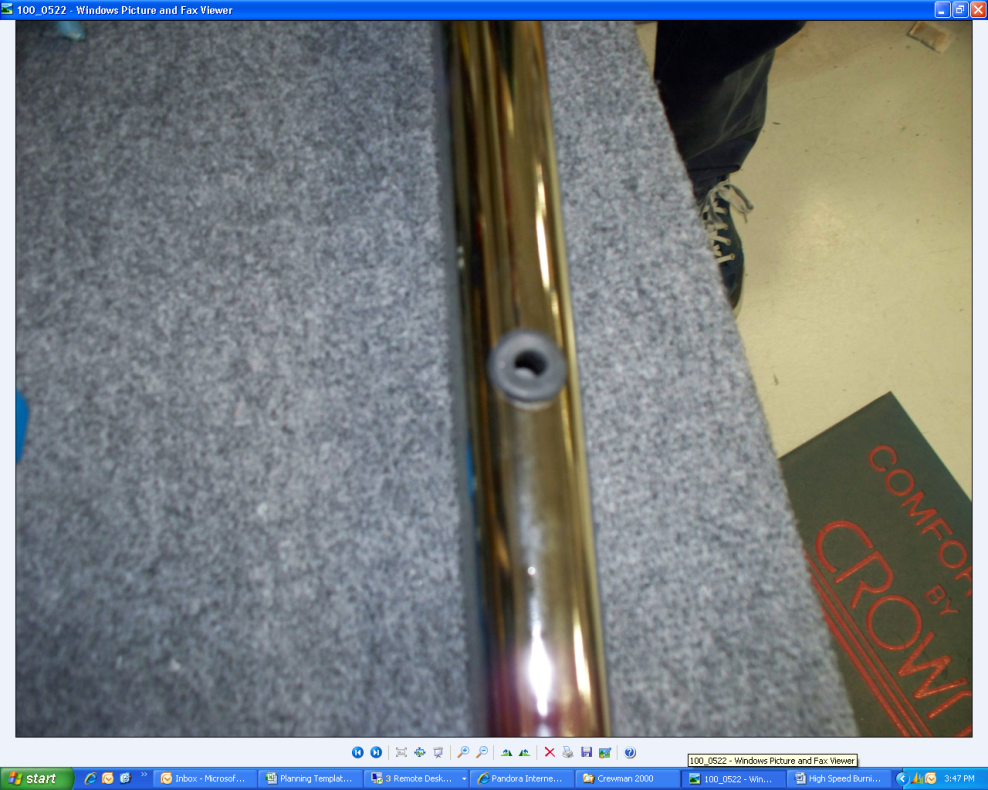 100_0522 - Windows Picture and Fax Viewer
COMFOR
BY
CROWN
100_0522 - Windows Picture and Fax Viewer
start
Inbox - Microsof...
Planning Templat...
3 Remote Desk...
Pandora Interne...
Crewman 2000
100_0522 - Win...
High Speed Burni...
3:47 PM